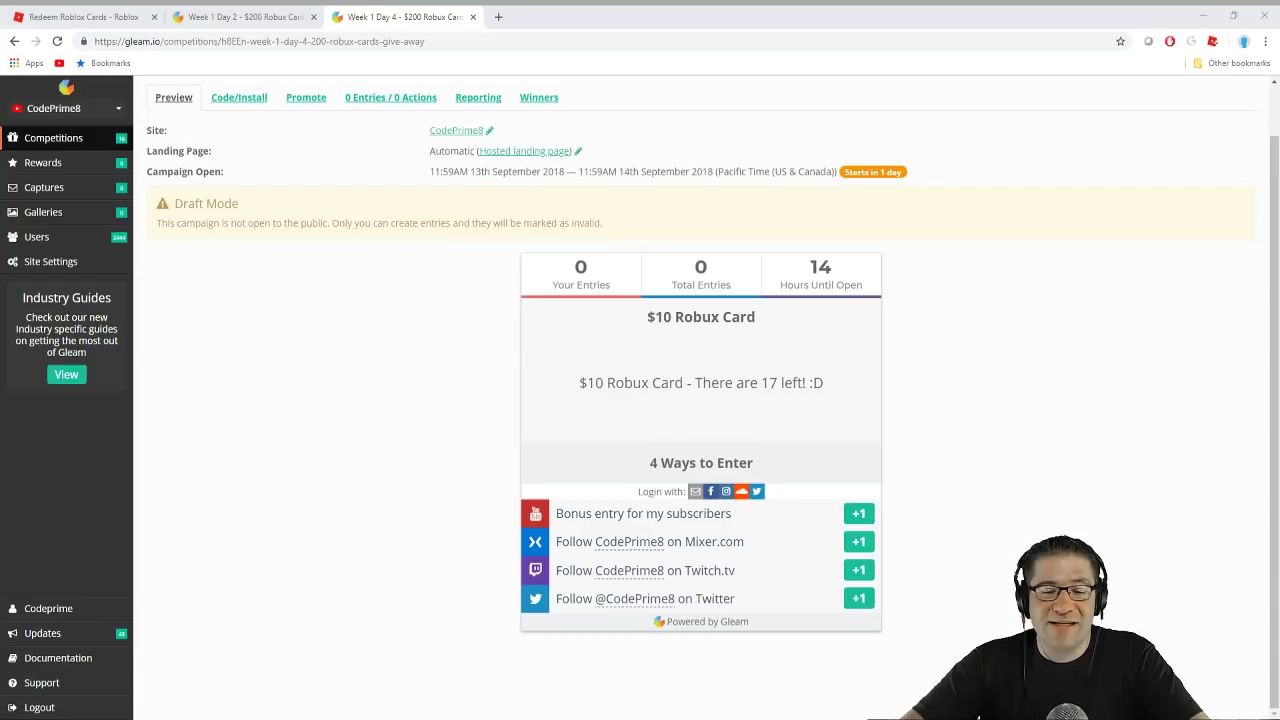 Redeem Roblox Cards - Roblox
Week 1 Day 2 - $200 Robux Card
Week 1 Day 4 - $200 Robux Car
https://gleam.io/competitions/h8EEn-week-1-day-4-200-robux-cards-give-away
Apps
Bookmarks
Other bookmarks
CodePrime8
Competitions 16
Rewards 0
Captures 0
Galleries 0
Users 2444
Site Settings
Industry Guides
Check out our new
Industry specific guides
on getting the most out
of Gleam
View
Codeprime
Updates 43
Documentation
Support
Logout
Preview
Code/Install
Promote
0 Entries / 0 Actions
Reporting
Winners
Site: CodePrime8
Landing Page: Automatic (Hosted landing page)
Campaign Open: 11:59AM 13th September 2018 — 11:59AM 14th September 2018 (Pacific Time (US & Canada)) Starts in 1 day
Draft Mode
This campaign is not open to the public. Only you can create entries and they will be marked as invalid.
0 0 14
Your Entries Total Entries Hours Until Open
$10 Robux Card
$10 Robux Card - There are 17 left! :D
4 Ways to Enter
Login with:
Bonus entry for my subscribers +1
Follow CodePrime8 on Mixer.com +1
Follow CodePrime8 on Twitch.tv +1
Follow @CodePrime8 on Twitter +1
Powered by Gleam